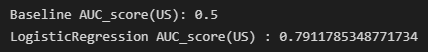 Baseline AUC_score(US): 0.5
LogisticRegression AUC_score(US) : 0.7911785348771734